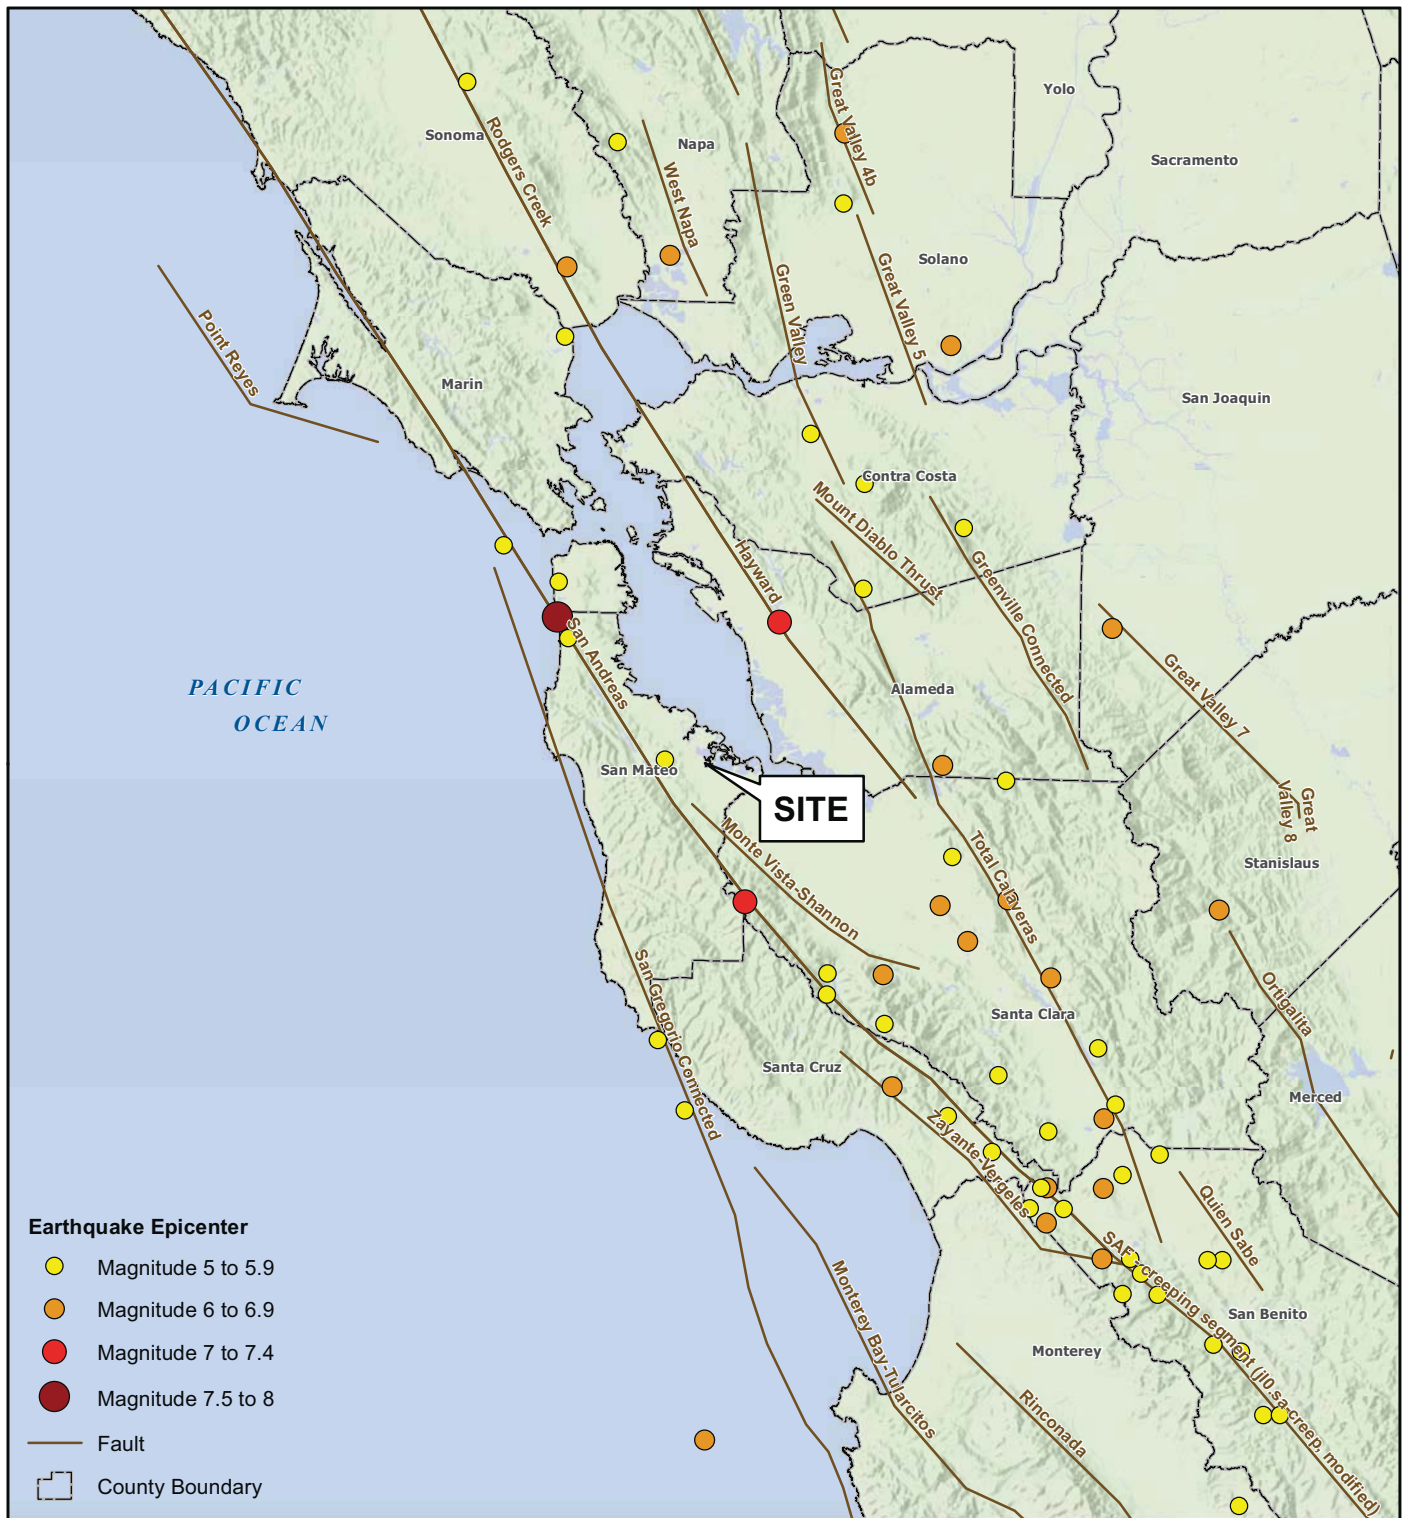 Yolo
Great Valley 4b
Sonoma
Rodgers Creek
Napa
West Napa
Sacramento
Solano
Green Valley
Great Valley 5
Point Reyes
Marin
San Joaquin
Contra Costa
Mount Diablo Thrust
Hayward
Greenville Connected
San Andreas
PACIFIC
OCEAN
Alameda
Great Valley 7
San Mateo
SITE
Great
Valley 8
Monte Vista-Shannon
Total Calaveras
Stanislaus
San Gregorio Connected
Santa Clara
Ortigalita
Santa Cruz
Merced
Zayante-Vergeles
Quien Sabe
SAF - creeping segment (jl0.sa-creep, modified)
San Benito
Monterey Bay-Tularcitos
Monterey
Rinconada
Earthquake Epicenter
Magnitude 5 to 5.9
Magnitude 6 to 6.9
Magnitude 7 to 7.4
Magnitude 7.5 to 8
Fault
County Boundary